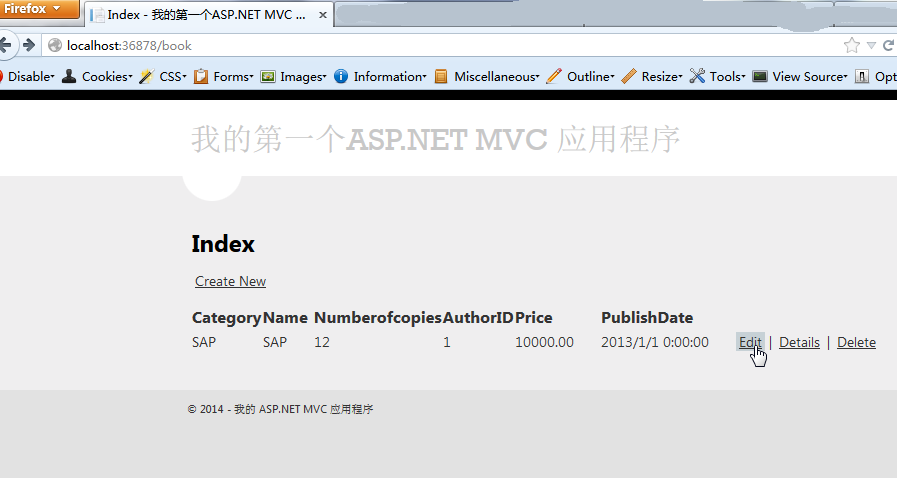 Firefox
Index - 我的第一个ASP.NET MVC ...
localhost:36878/book
Disable Cookies CSS Forms Images Information Miscellaneous Outline Resize Tools View Source Opt
我的第一个ASP.NET MVC 应用程序
Index
Create New
Category Name Numberofcopies AuthorID Price PublishDate
SAP SAP 12 1 10000.00 2013/1/1 0:00:00 Edit | Details | Delete
© 2014 - 我的 ASP.NET MVC 应用程序